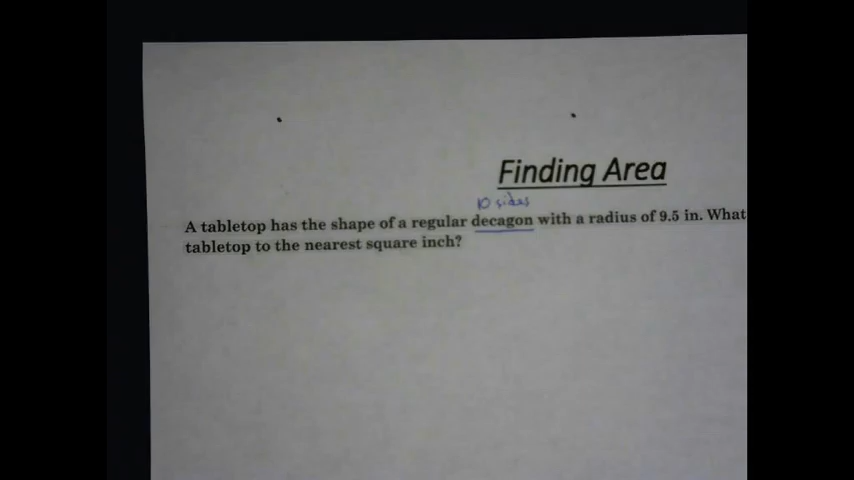 Finding Area
10 sides
A tabletop has the shape of a regular decagon with a radius of 9.5 in. What
tabletop to the nearest square inch?